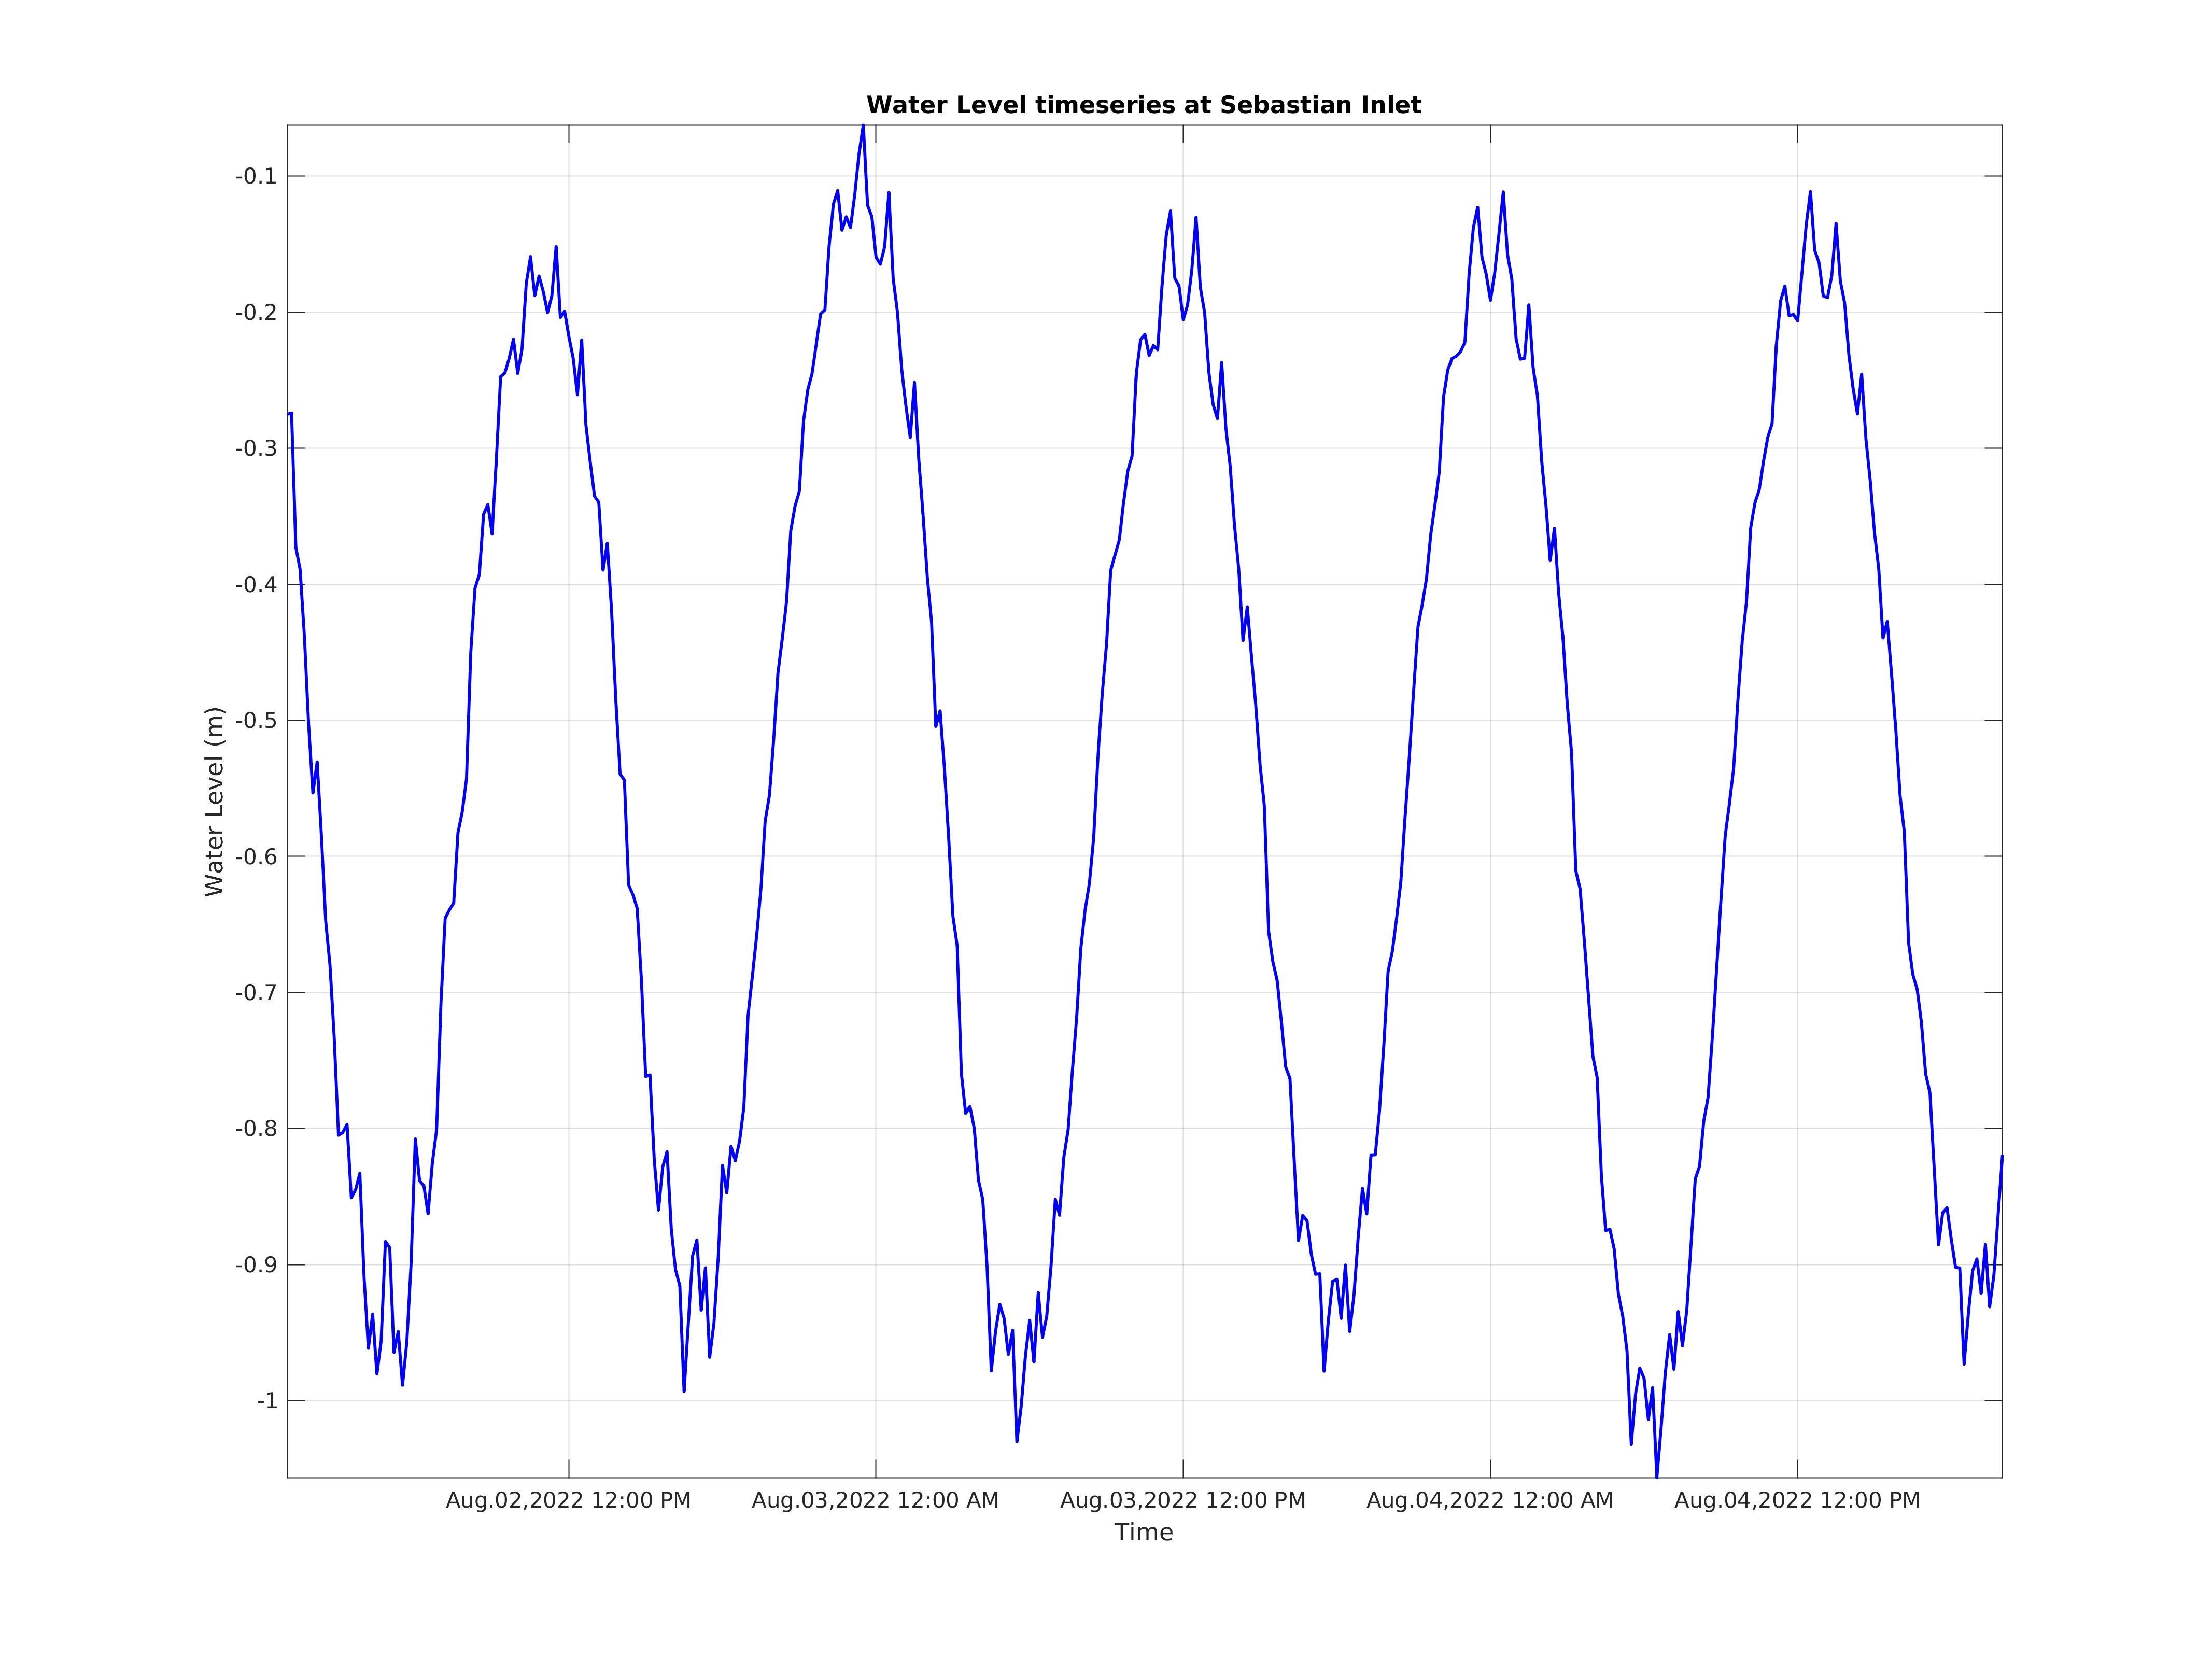 Water Level timeseries at Sebastian Inlet
-0.1
-0.2
-0.3
-0.4
-0.5
-0.6
-0.7
-0.8
-0.9
-1
Water Level (m)
Aug.02,2022 12:00 PM
Aug.03,2022 12:00 AM
Aug.03,2022 12:00 PM
Aug.04,2022 12:00 AM
Aug.04,2022 12:00 PM
Time